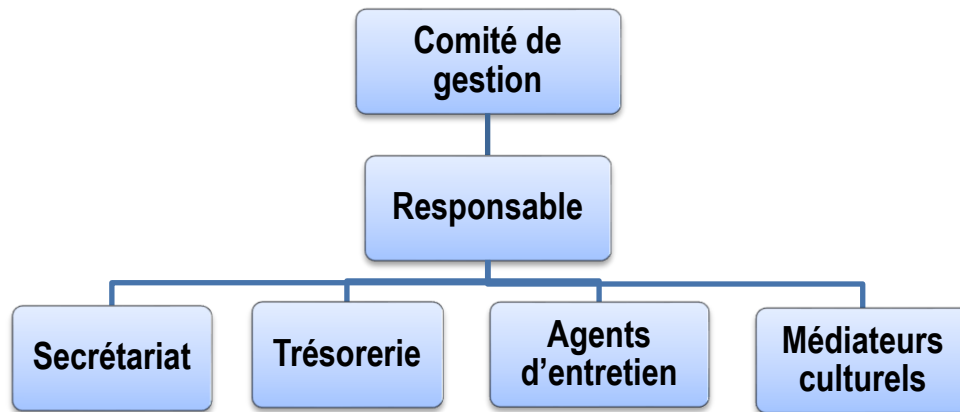 Comité de
gestion
Responsable
Secrétariat
Trésorerie
Agents
d'entretien
Médiateurs
culturels